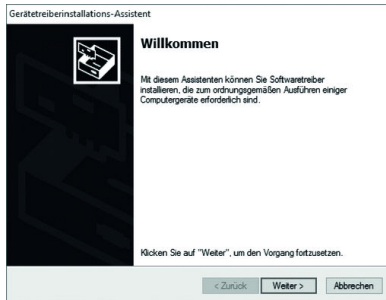 Gerätetreiberinstallations-Assistent
Willkommen
Mit diesem Assistenten können Sie Softwaretreiber
installieren, die zum ordnungsgemäßen Ausführen einiger
Computergeräte erforderlich sind.
Klicken Sie auf "Weiter", um den Vorgang fortzusetzen.
< Zurück
Weiter >
Abbrechen